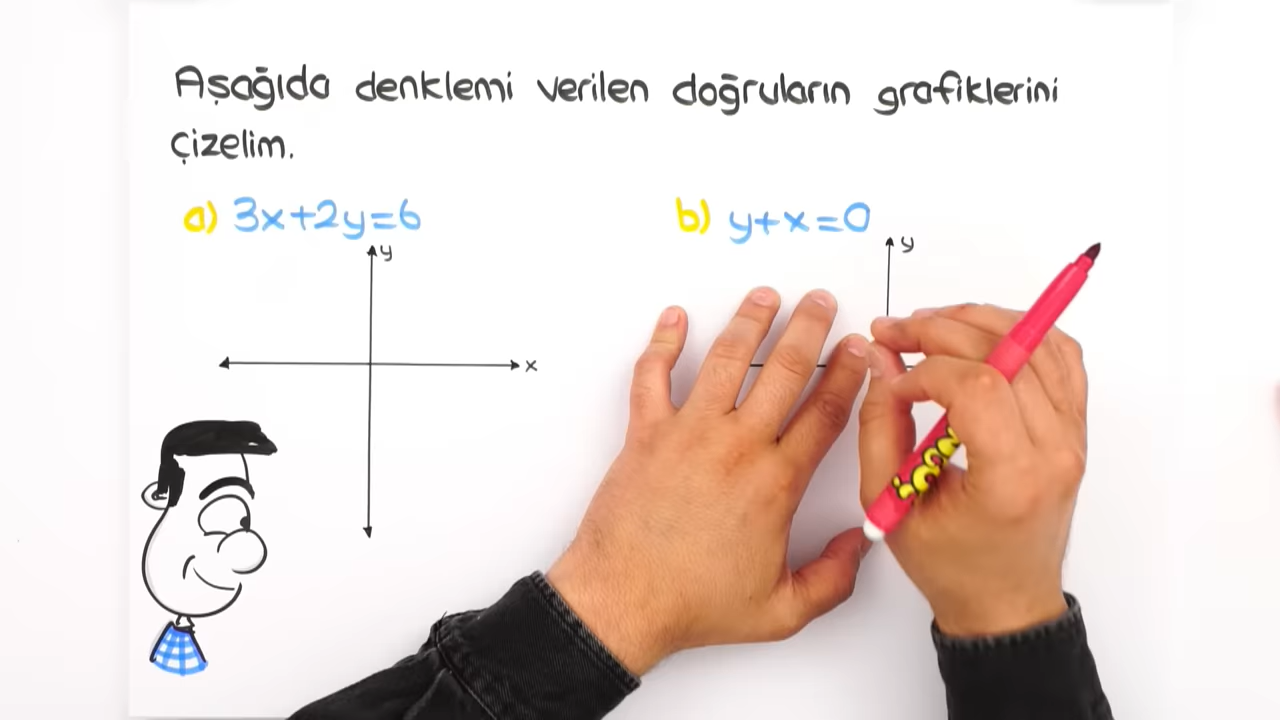 Aşağıda denklemi verilen doğruların grafiklerini
çizelim.
a) 3x+2y=6
b) y+x=0
y
y
x